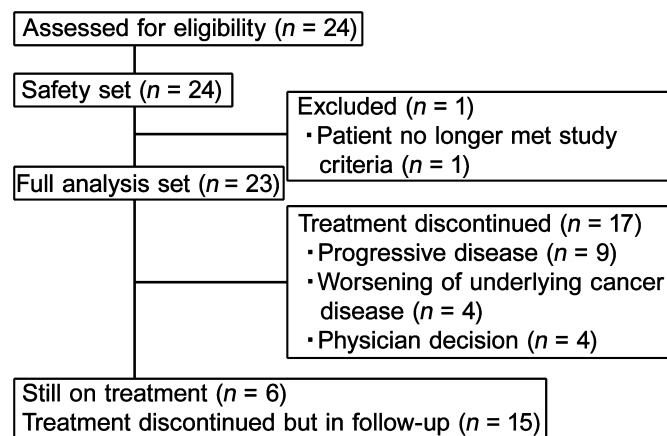 Assessed for eligibility (n = 24)
Safety set (n = 24)
Excluded (n = 1)
・Patient no longer met study
criteria (n = 1)
Full analysis set (n = 23)
Treatment discontinued (n = 17)
・Progressive disease (n = 9)
・Worsening of underlying cancer
disease (n = 4)
・Physician decision (n = 4)
Still on treatment (n = 6)
Treatment discontinued but in follow-up (n = 15)